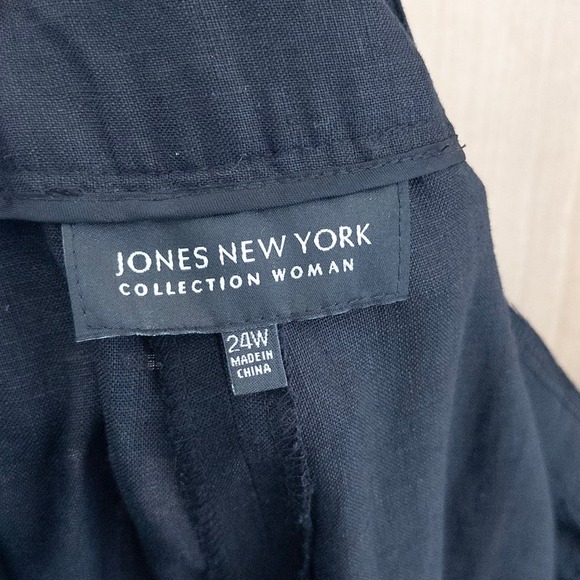 JONES NEW YORK
COLLECTION WOMAN
24W
MADE IN
CHINA